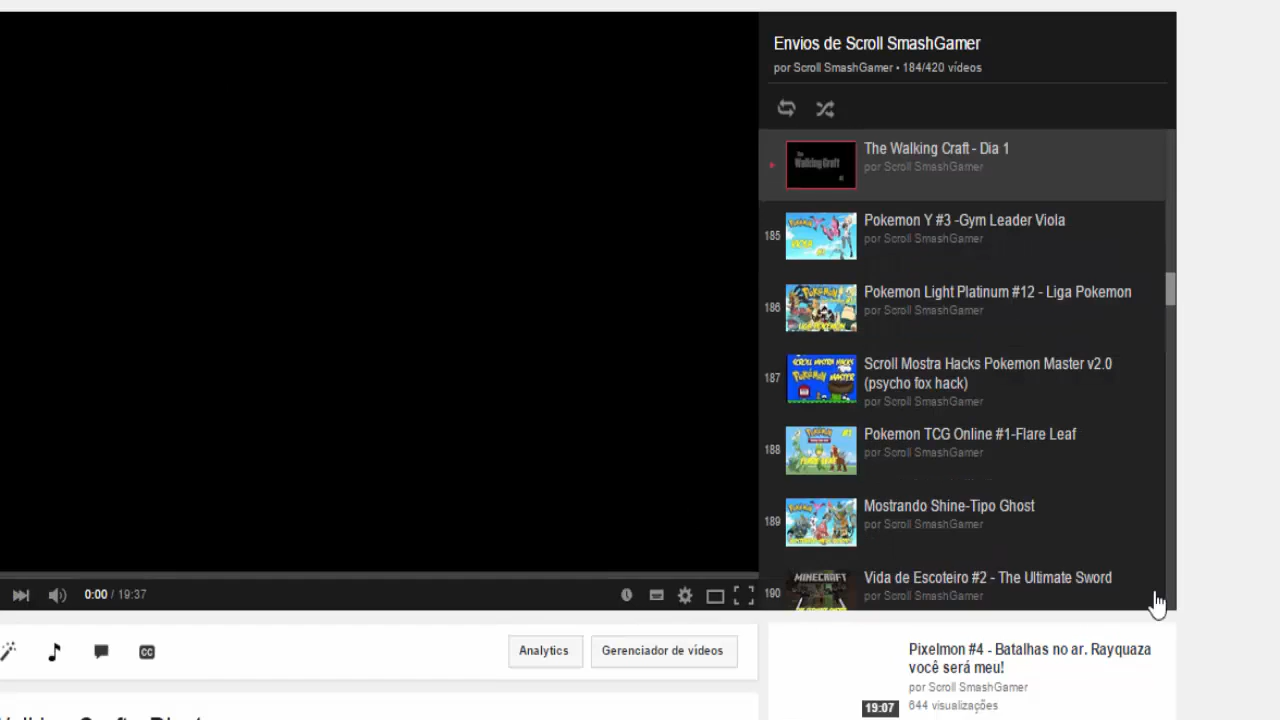 Envios de Scroll SmashGamer
por Scroll SmashGamer • 184/420 vídeos
The Walking Craft - Dia 1
por Scroll SmashGamer
185
Pokemon Y #3 -Gym Leader Viola
por Scroll SmashGamer
186
Pokemon Light Platinum #12 - Liga Pokemon
por Scroll SmashGamer
187
Scroll Mostra Hacks Pokemon Master v2.0
(psycho fox hack)
por Scroll SmashGamer
188
Pokemon TCG Online #1-Flare Leaf
por Scroll SmashGamer
189
Mostrando Shine-Tipo Ghost
por Scroll SmashGamer
190
MINECRAFT
Vida de Escoteiro #2 - The Ultimate Sword
por Scroll SmashGamer
0:00 / 19:37
CC
Analytics
Gerenciador de vídeos
Pixelmon #4 - Batalhas no ar. Rayquaza
você será meu!
por Scroll SmashGamer
644 visualizações
19:07